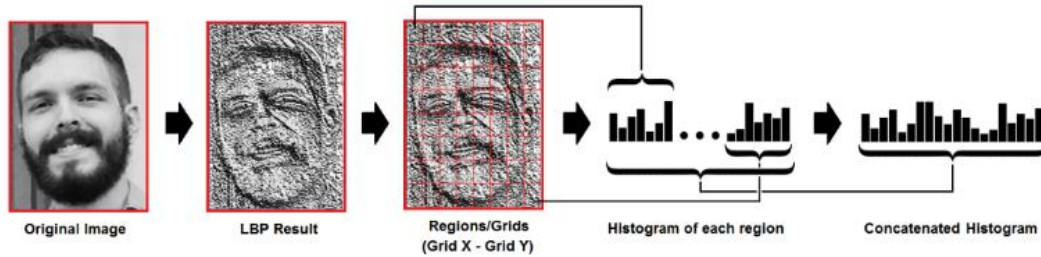 Original Image
LBP Result
Regions/Grids
(Grid X - Grid Y)
Histogram of each region
Concatenated Histogram